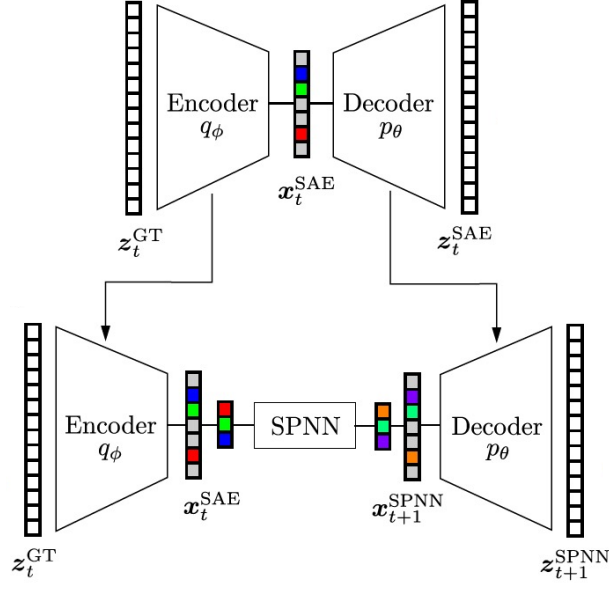 Encoder
qϕ
Decoder
pθ
x_t^SAE
z_t^GT
z_t^SAE
Encoder
qϕ
SPNN
Decoder
pθ
x_t^SAE
x_{t+1}^SPNN
z_t^GT
z_{t+1}^SPNN